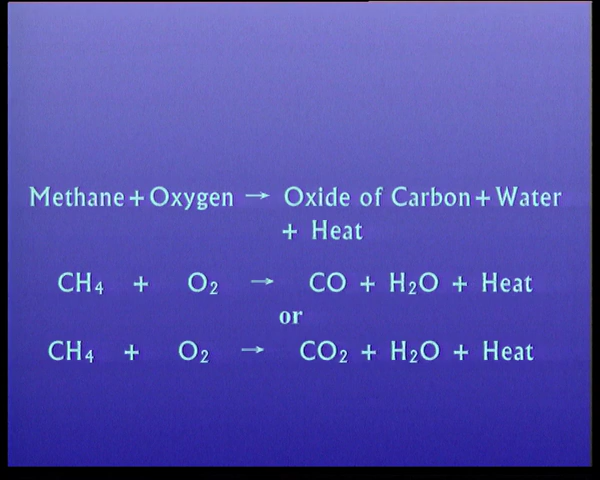 Methane + Oxygen → Oxide of Carbon + Water
+ Heat
CH₄ + O₂ → CO + H₂O + Heat
or
CH₄ + O₂ → CO₂ + H₂O + Heat